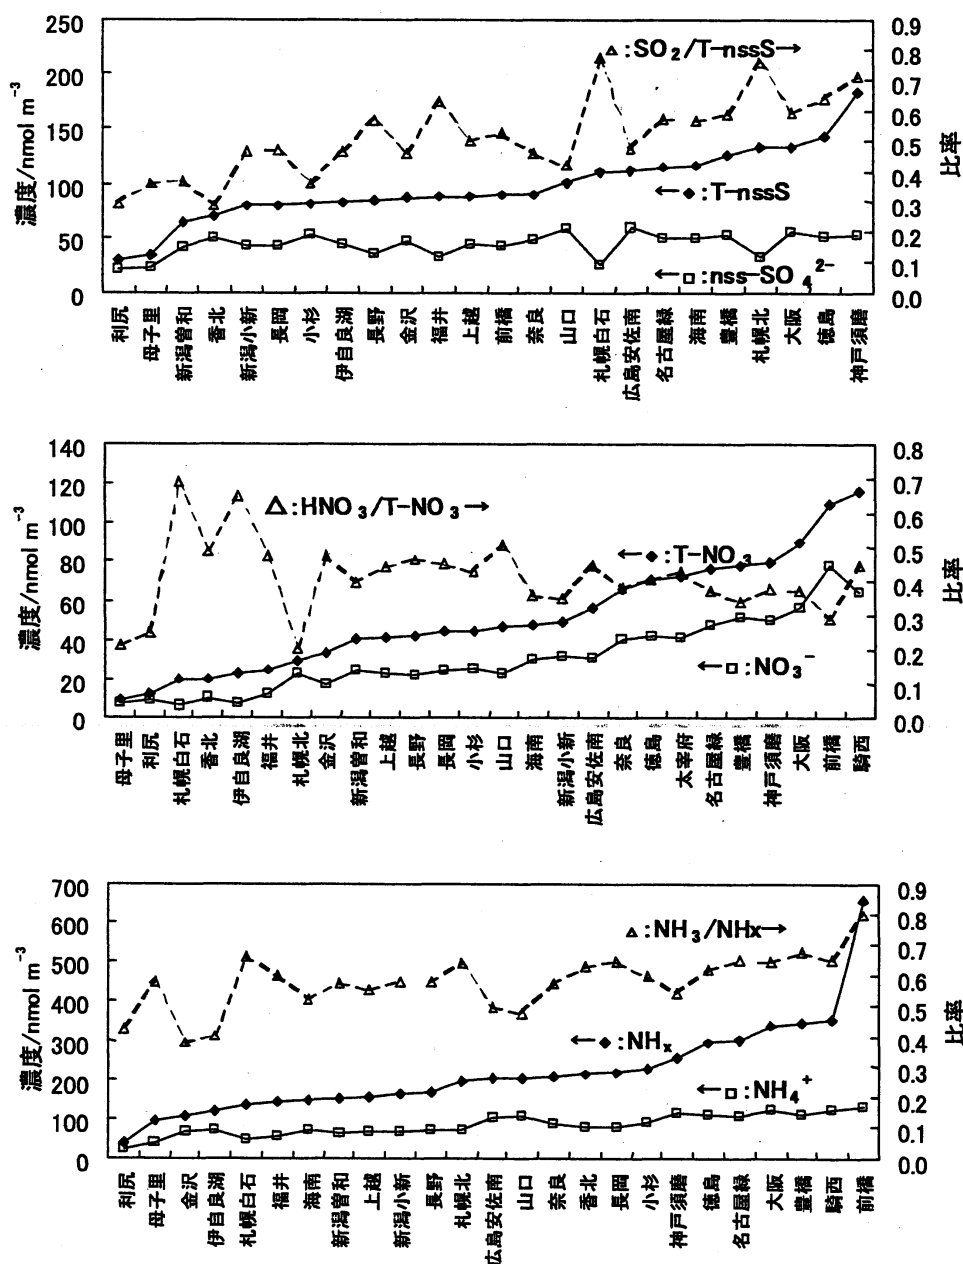 250
200
150
100
50
0
濃度/nmol m⁻³
△:SO₂/T-nssS→
←◆:T-nssS
←□:nss-SO₄²⁻
0.9
0.8
0.7
0.6
0.5
0.4
0.3
0.2
0.1
0.0
比率
利尻
母子里
新潟曽和
香北
新潟小新
長岡
小杉
伊自良湖
長野
金沢
福井
上越
前橋
奈良
山口
札幌白石
広島安佐南
名古屋緑
海南
豊橋
札幌北
大阪
徳島
神戸須磨
140
120
100
80
60
40
20
0
濃度/nmol m⁻³
△:HNO₃/T-NO₃→
←◆:T-NO₃
←□:NO₃⁻
0.8
0.7
0.6
0.5
0.4
0.3
0.2
0.1
0.0
比率
母子里
利尻
札幌白石
香北
伊自良湖
福井
札幌北
金沢
新潟曽和
上越
長野
長岡
小杉
山口
海南
新潟小新
広島安佐南
奈良
徳島
太宰府
名古屋緑
豊橋
神戸須磨
大阪
前橋
騎西
700
600
500
400
300
200
100
0
濃度/nmol m⁻³
△:NH₃/NHx→
←◆:NHₓ
←□:NH₄⁺
0.9
0.8
0.7
0.6
0.5
0.4
0.3
0.2
0.1
0.0
比率
利尻
母子里
金沢
伊自良湖
札幌白石
福井
海南
新潟曽和
上越
新潟小新
長野
札幌北
広島安佐南
山口
奈良
香北
長岡
小杉
神戸須磨
徳島
名古屋緑
大阪
豊橋
騎西
前橋